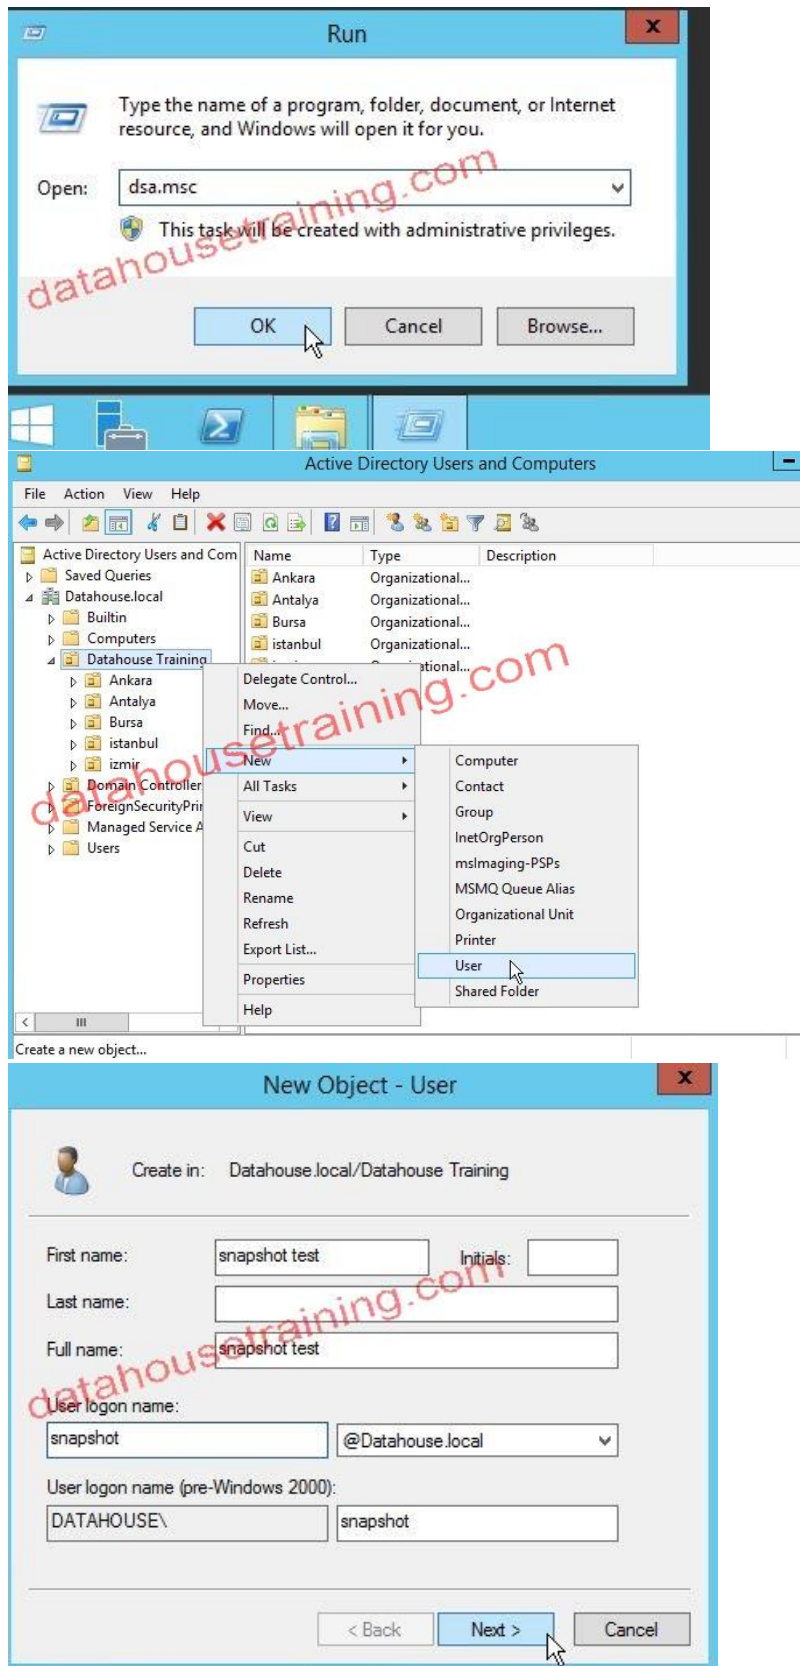 Run
Type the name of a program, folder, document, or Internet
resource, and Windows will open it for you.
Open: dsa.msc
This task will be created with administrative privileges.
OK Cancel Browse...
datahousetraining.com
Active Directory Users and Computers
File Action View Help
Active Directory Users and Com
Saved Queries
Datahouse.local
Builtin
Computers
Datahouse Training
Ankara
Antalya
Bursa
istanbul
izmir
Domain Controller
ForeignSecurityPri
Managed Service A
Users
Name Type Description
Ankara Organizational...
Antalya Organizational...
Bursa Organizational...
istanbul Organizational...
Delegate Control...
Move...
Find...
New
All Tasks
View
Cut
Delete
Rename
Refresh
Export List...
Properties
Help
Computer
Contact
Group
InetOrgPerson
msImaging-PSPs
MSMQ Queue Alias
Organizational Unit
Printer
User
Shared Folder
datahousetraining.com
Create a new object...
New Object - User
Create in: Datahouse.local/Datahouse Training
First name: snapshot test Initials:
Last name:
Full name: snapshot test
User logon name:
snapshot @Datahouse.local
User logon name (pre-Windows 2000):
DATAHOUSE\ snapshot
< Back Next > Cancel
datahousetraining.com